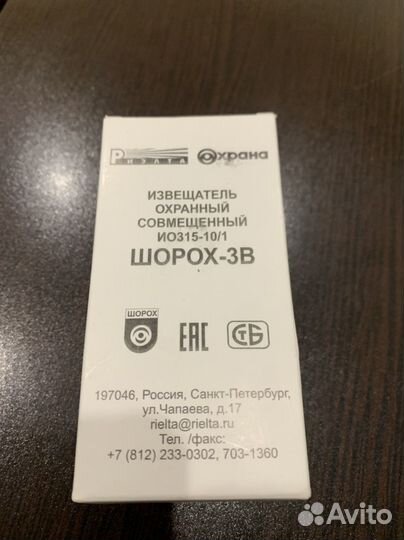 Риэлта Охрана
ИЗВЕЩАТЕЛЬ
ОХРАННЫЙ
СОВМЕЩЕННЫЙ
ИО315-10/1
ШОРОХ-3В
ШОРОХ ЕАС СТБ
197046, Россия, Санкт-Петербург,
ул.Чапаева, д.17
rielta@rielta.ru
Тел. /факс:
+7 (812) 233-0302, 703-1360
Avito